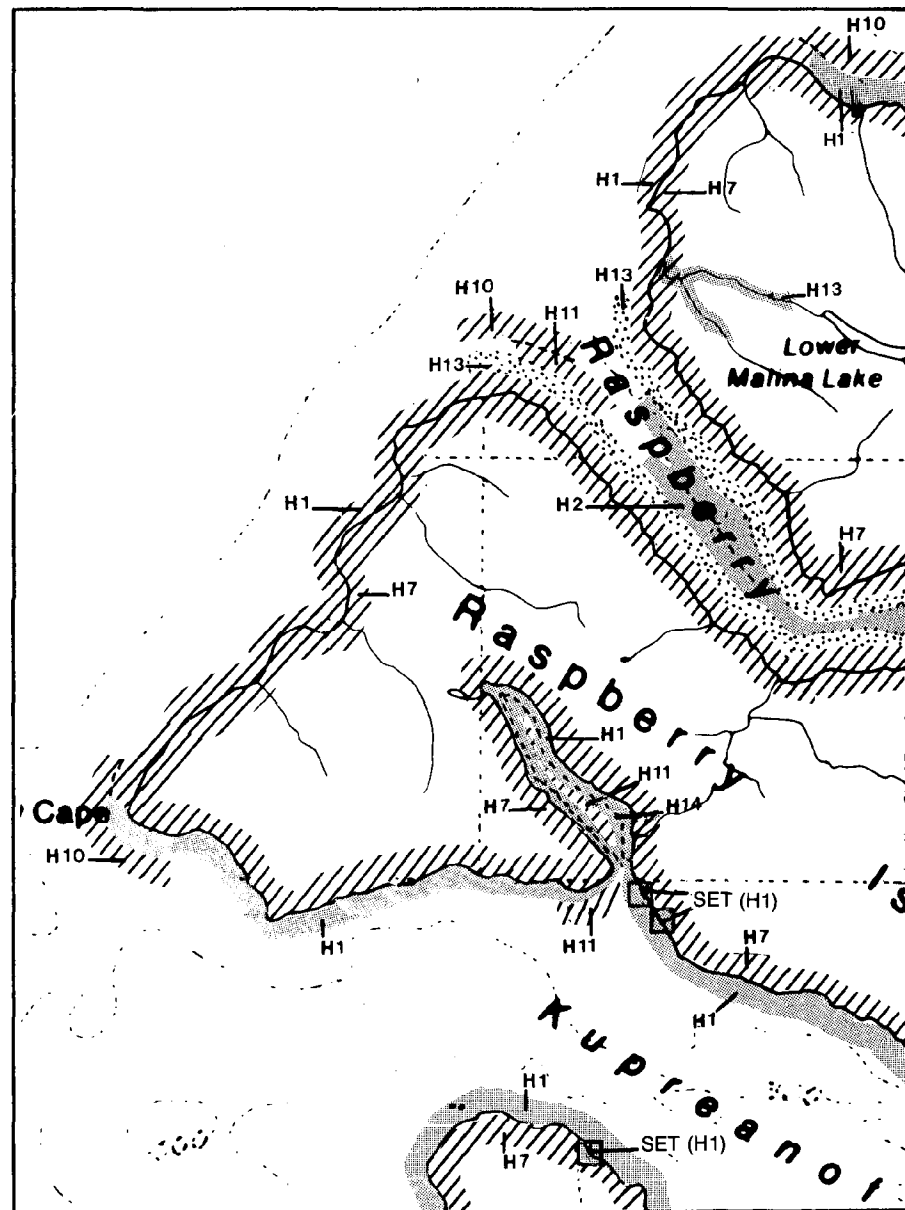 H10
H1
H1
H7
H13
H13
H10
H11
Raspberry
Lower
Malina Lake
H13
H1
H2
H7
H7
Raspberry
H1
H11
H7
H14
Cape
H10
Is
SET (H1)
H1
H11
H7
H1
Kupreanof
H1
SET (H1)
H7